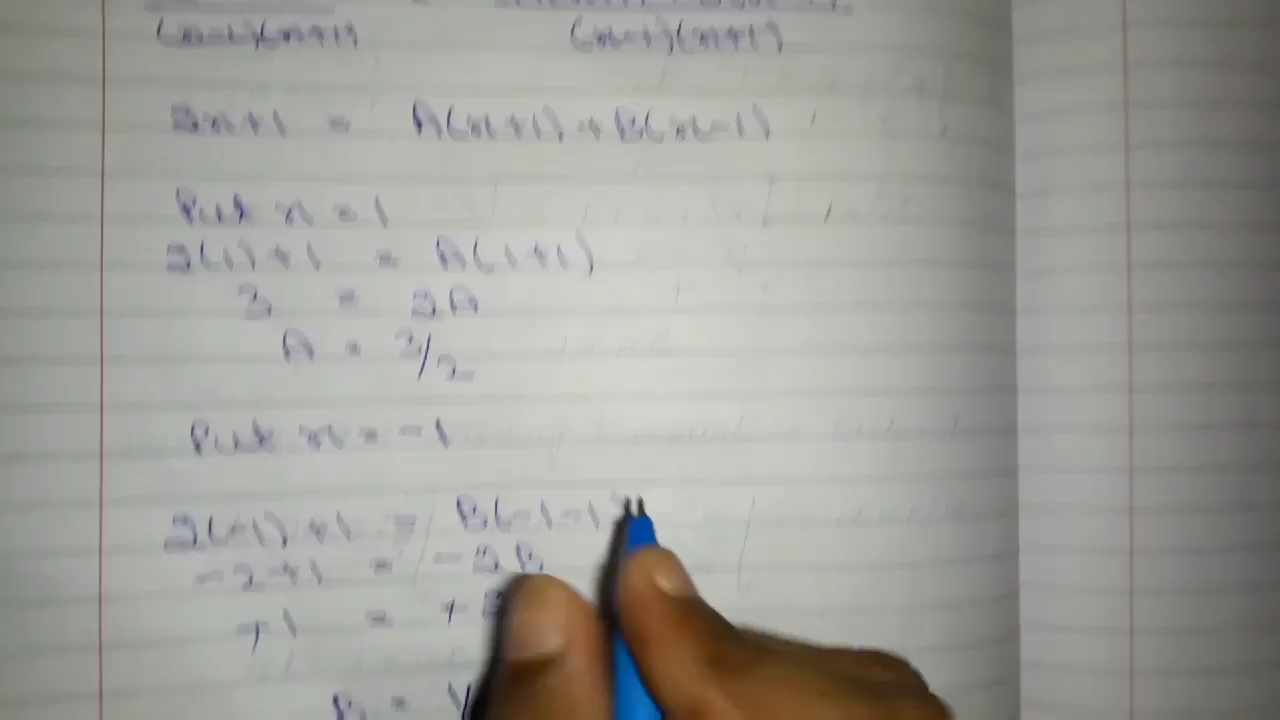 (x-1)(x+1) (x-1)(x+1)
2x+1 = A(x+1)+B(x-1)
Put x = 1
2(1)+1 = A(1+1)
3 = 2A
A = 3/2
Put x = -1
2(-1)+1 = B(-1-1
-2+1 = -2B
+1 = +
B =